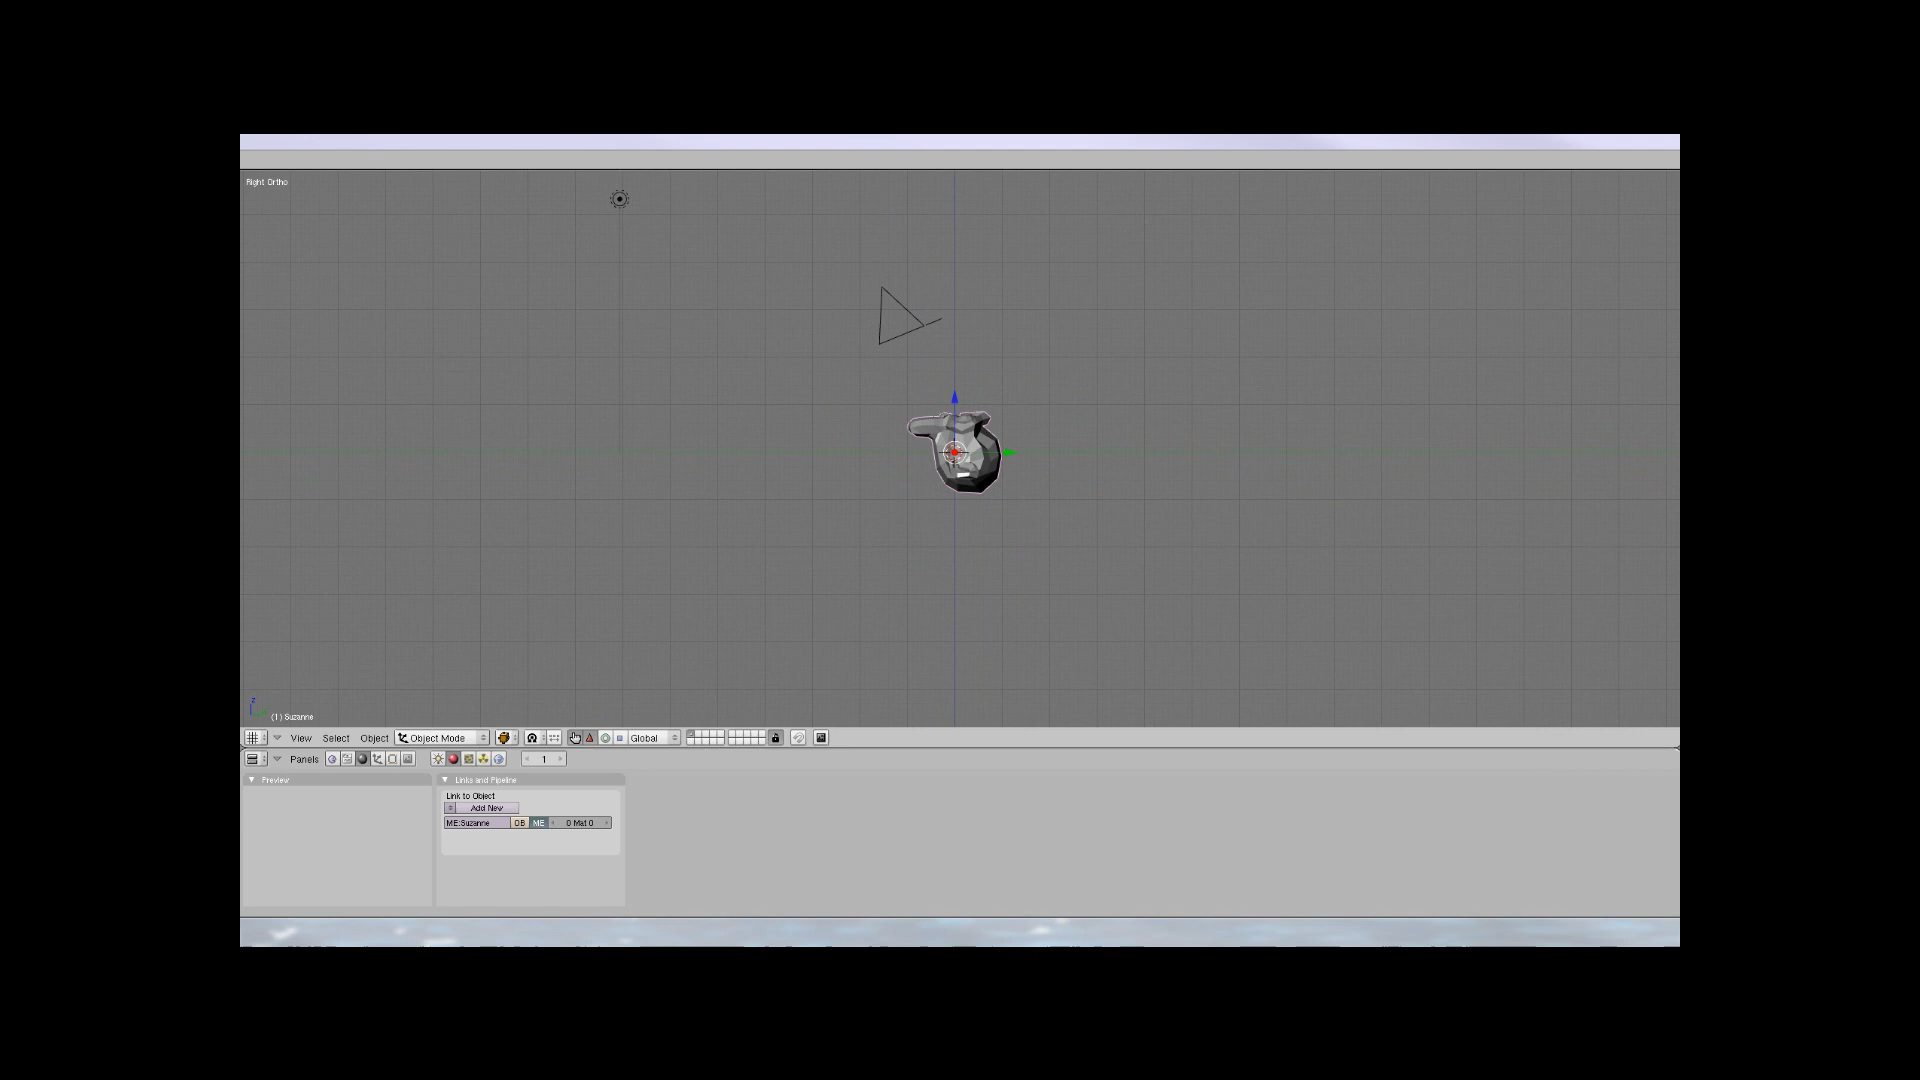 Right Ortho
z
(1) Suzanne
View Select Object Object Mode Global
Panels 1
Preview
Links and Pipeline
Link to Object
Add New
ME:Suzanne OB ME 0 Mat 0